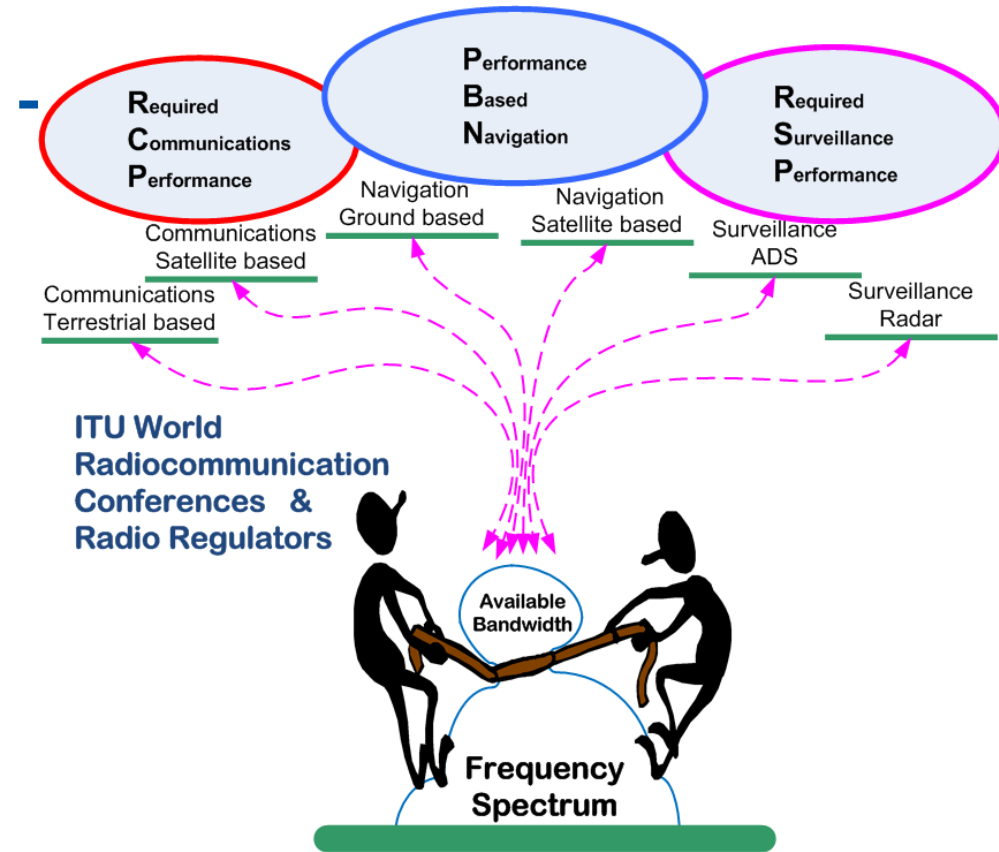 Required
Communications
Performance
Performance
Based
Navigation
Required
Surveillance
Performance
Communications
Terrestrial based
Communications
Satellite based
Navigation
Ground based
Navigation
Satellite based
Surveillance
ADS
Surveillance
Radar
ITU World
Radiocommunication
Conferences &
Radio Regulators
Available
Bandwidth
Frequency
Spectrum